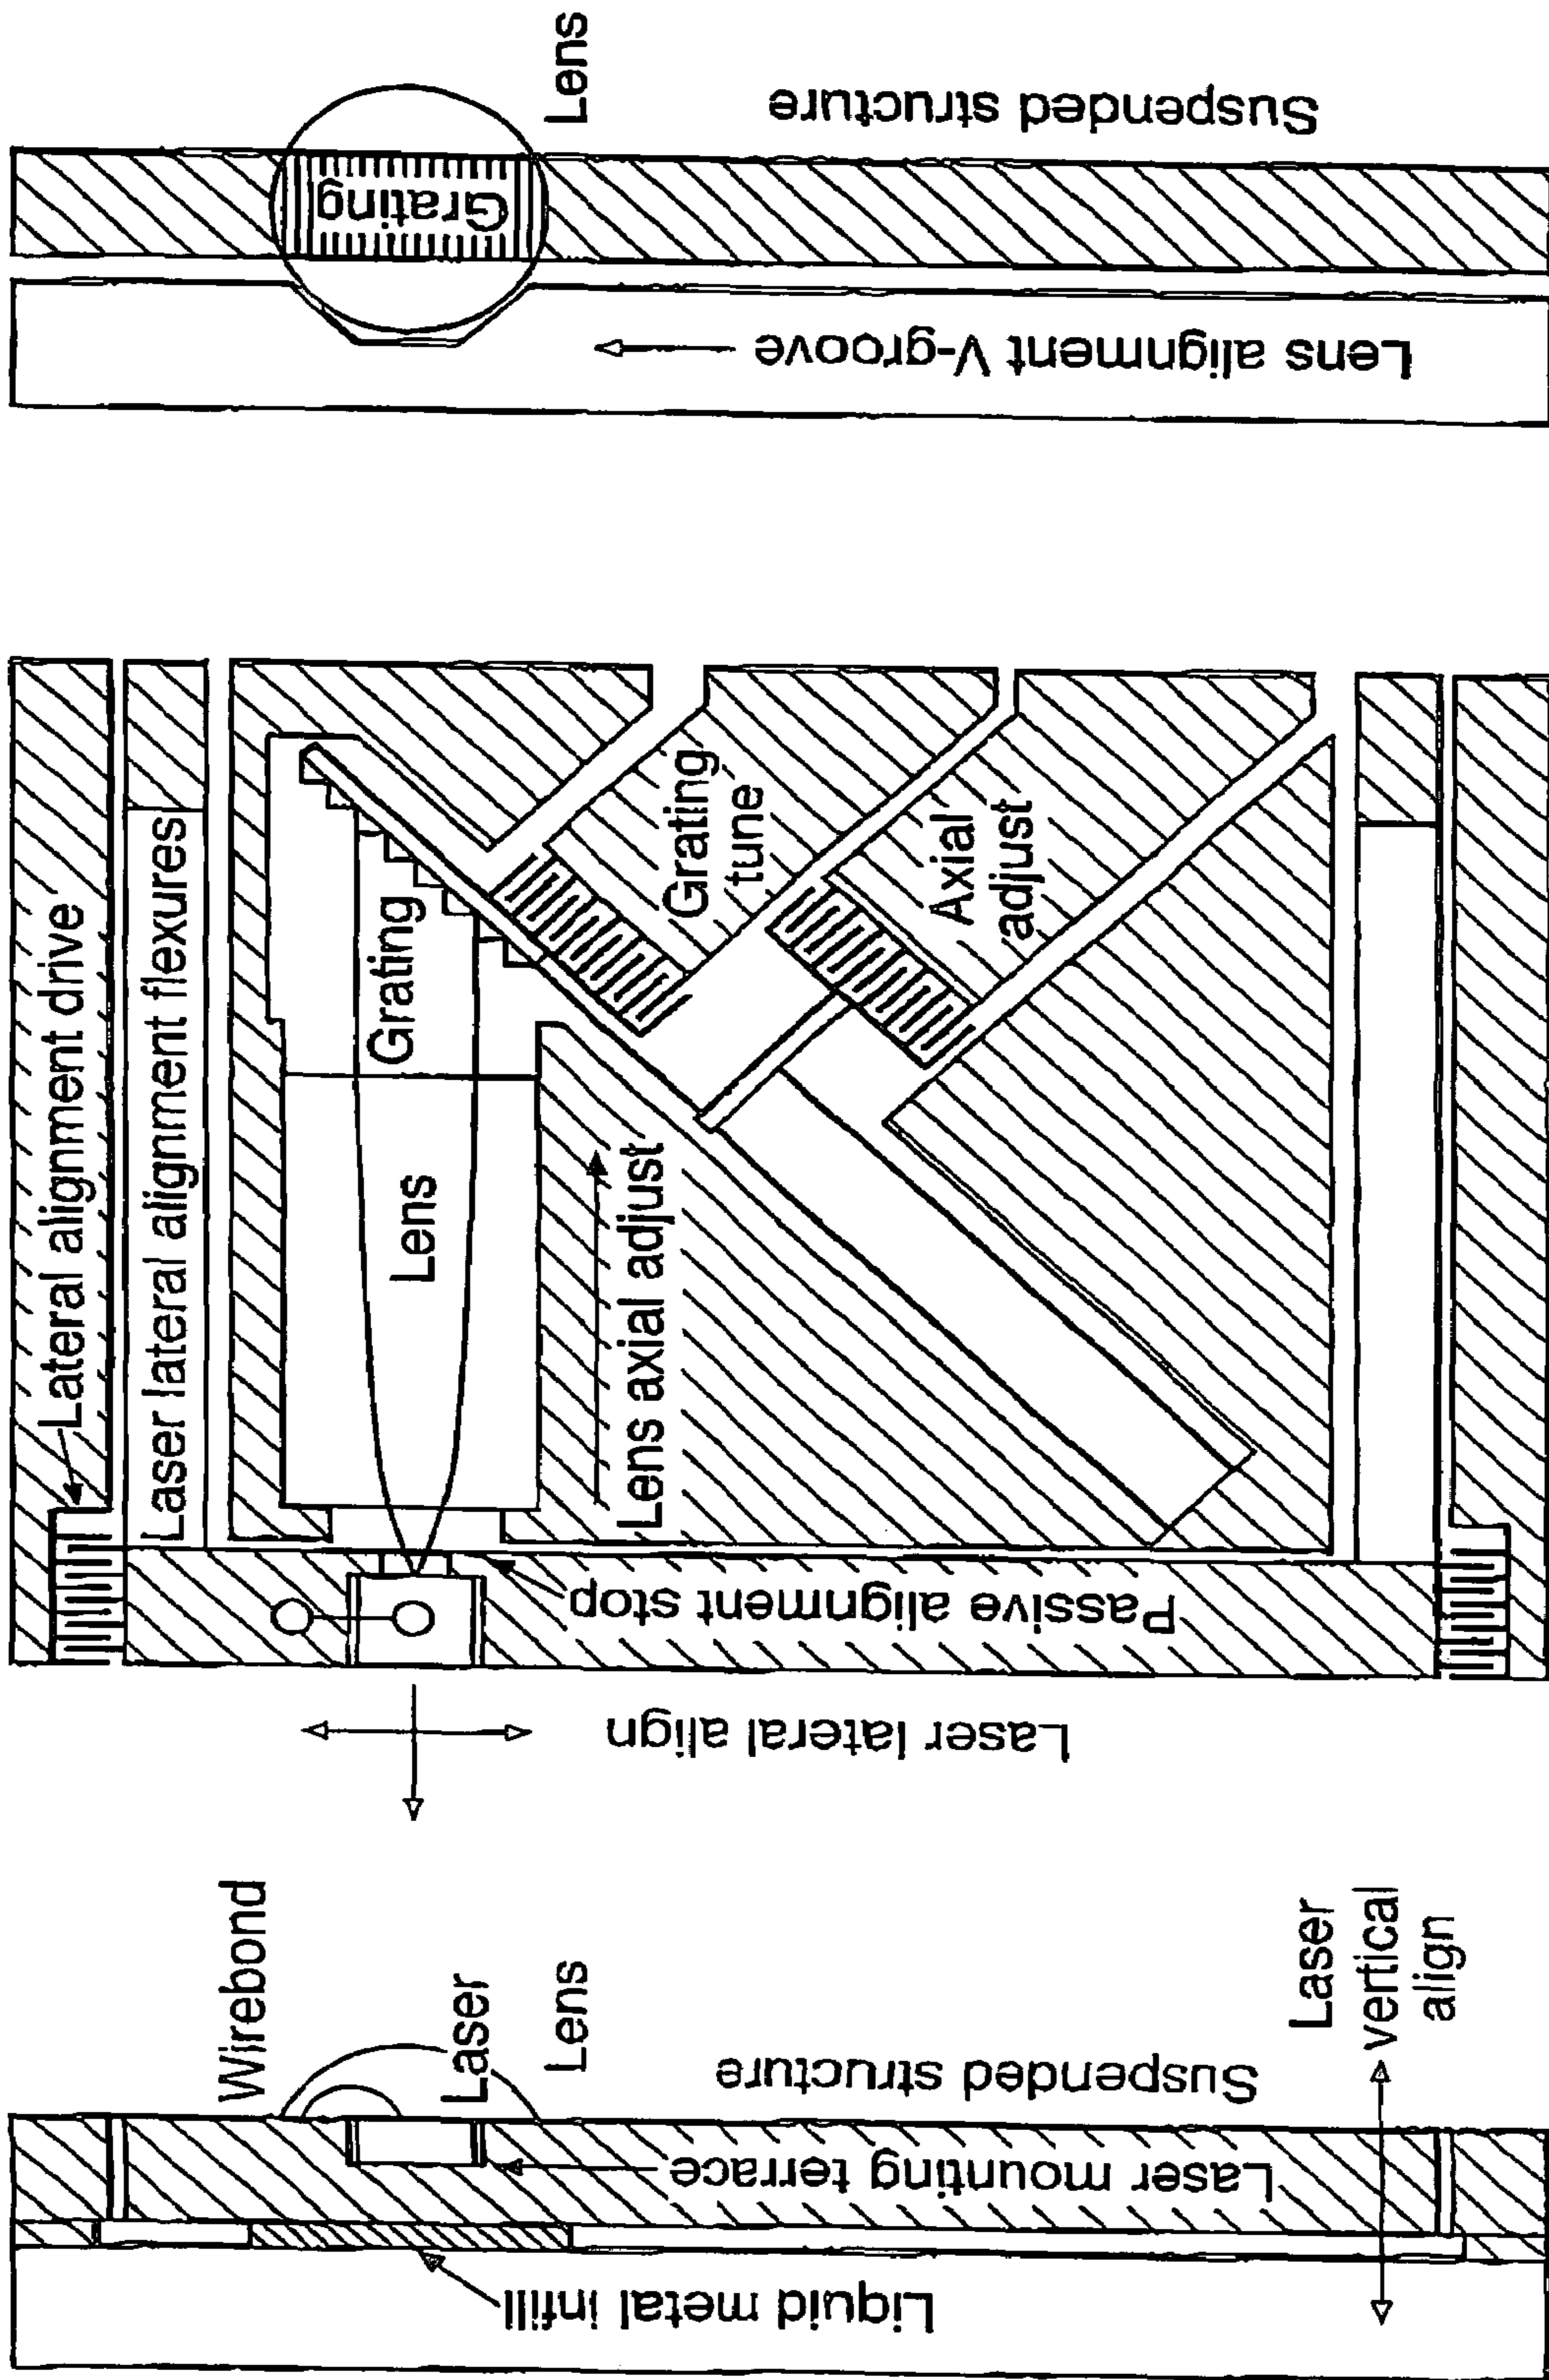 Lens
Suspended structure
Grating
Lens alignment V-groove
Lateral alignment drive
Laser lateral alignment flexures
Grating
Lens
Lens axial adjust
Grating
tune
Axial
adjust
Passive alignment stop
Laser lateral align
Wirebond
Laser
Lens
Suspended structure
Laser
vertical
align
Laser mounting terrace
Liquid metal infill